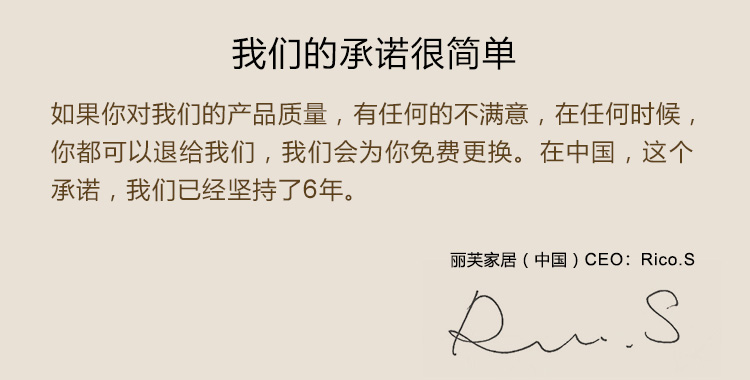 我们的承诺很简单
如果你对我们的产品质量，有任何的不满意，在任何时候，
你都可以退给我们，我们会为你免费更换。在中国，这个
承诺，我们已经坚持了6年。
丽芙家居（中国）CEO：Rico.S
R...S